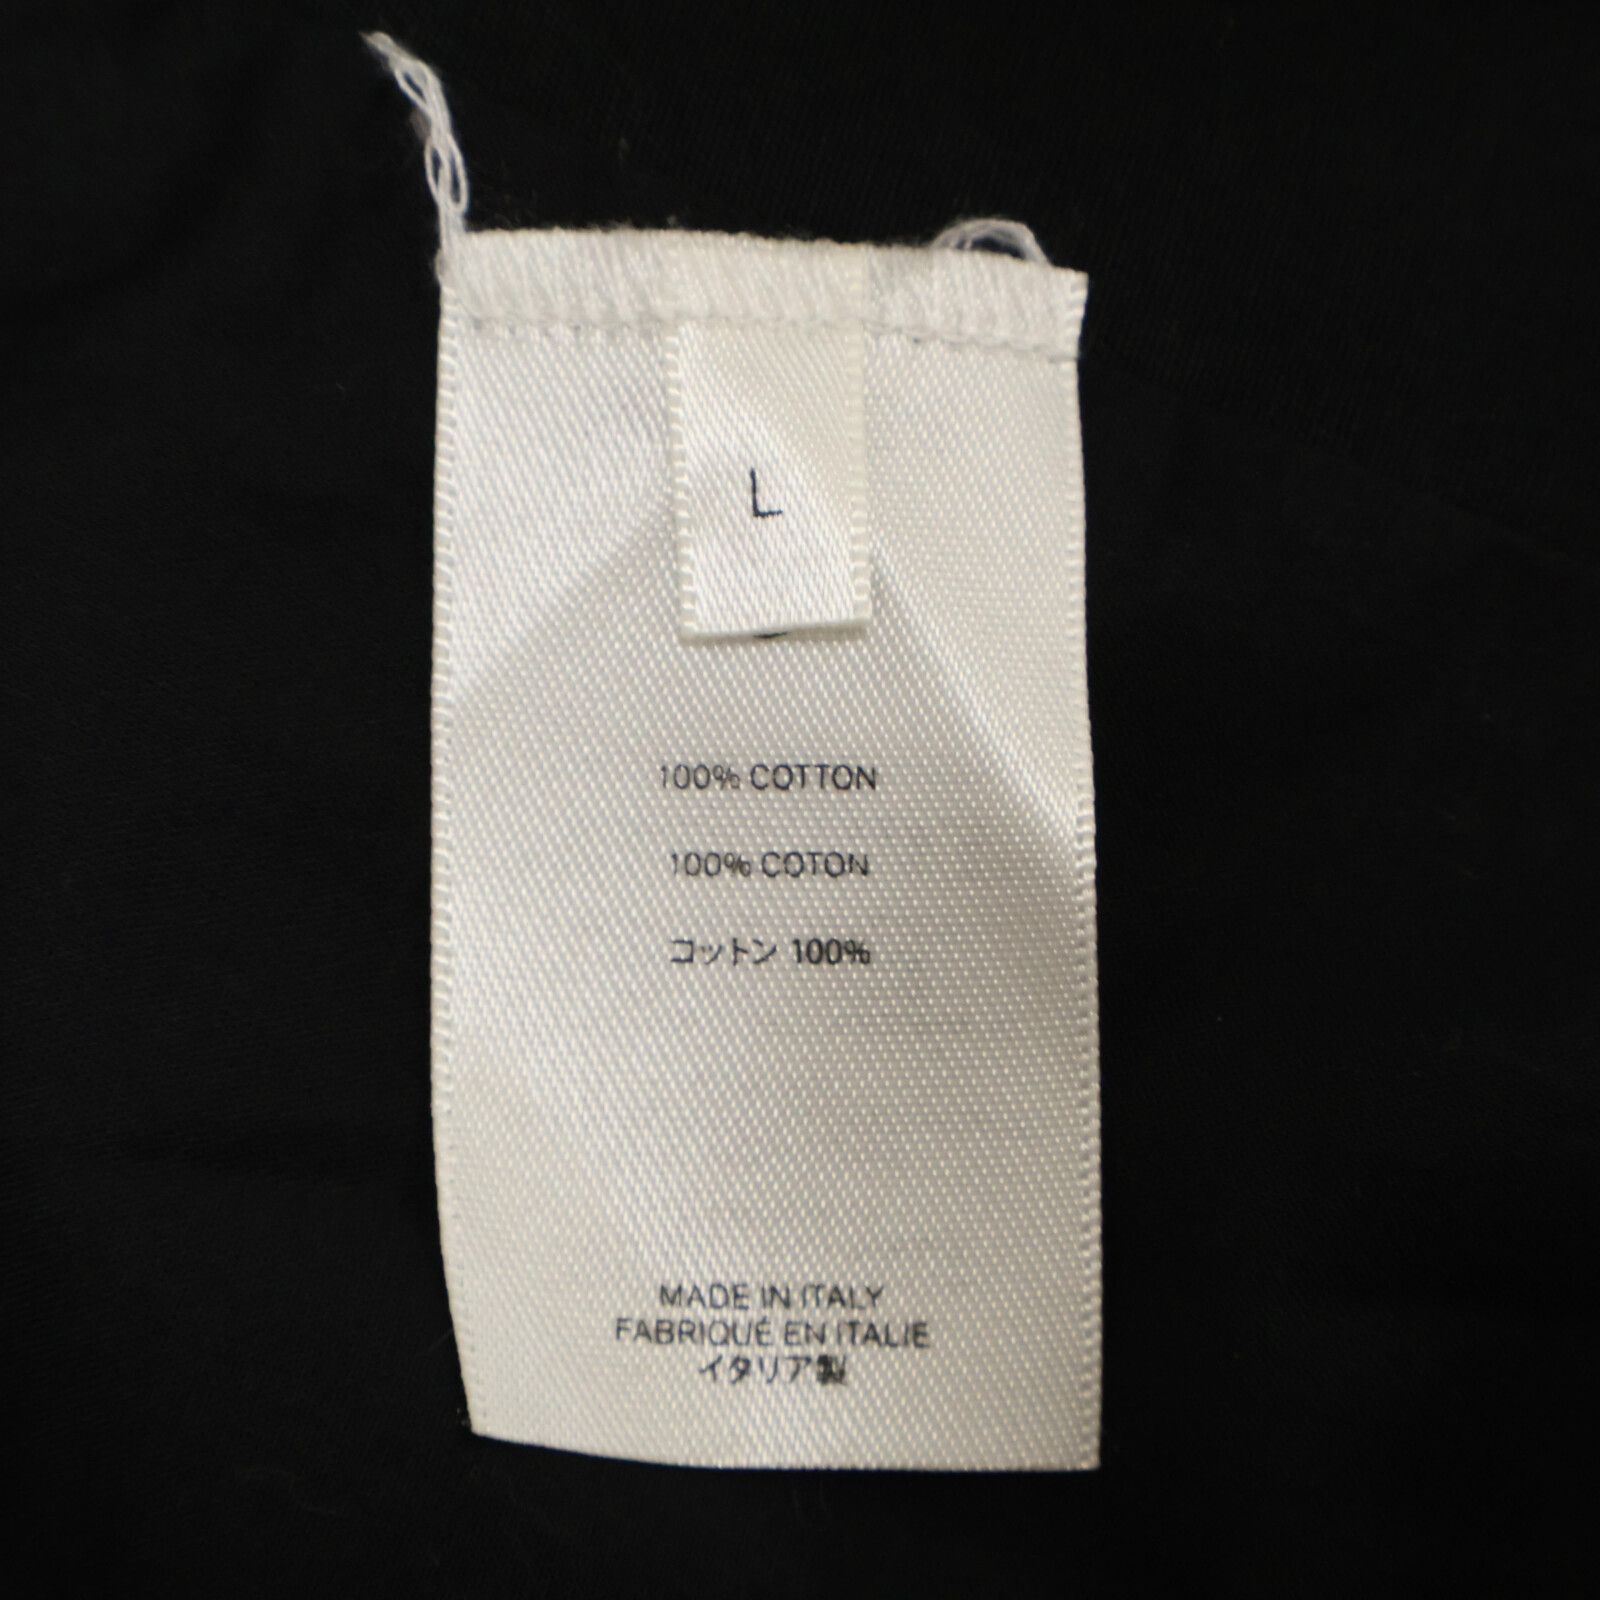 L
100% COTTON
100% COTON
コットン 100%
MADE IN ITALY
FABRIQUÉ EN ITALIE
イタリア製